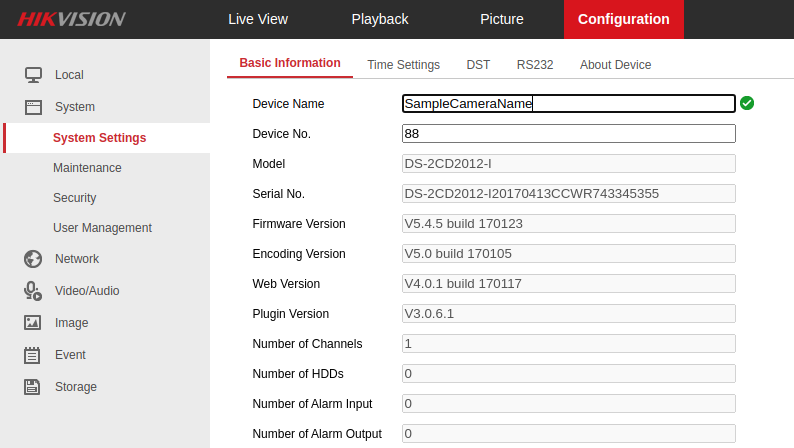 HIKVISION
Live View Playback Picture Configuration
Local
System
System Settings
Maintenance
Security
User Management
Network
Video/Audio
Image
Event
Storage
Basic Information Time Settings DST RS232 About Device
Device Name SampleCameraName
Device No. 88
Model DS-2CD2012-I
Serial No. DS-2CD2012-I20170413CCWR743345355
Firmware Version V5.4.5 build 170123
Encoding Version V5.0 build 170105
Web Version V4.0.1 build 170117
Plugin Version V3.0.6.1
Number of Channels 1
Number of HDDs 0
Number of Alarm Input 0
Number of Alarm Output 0